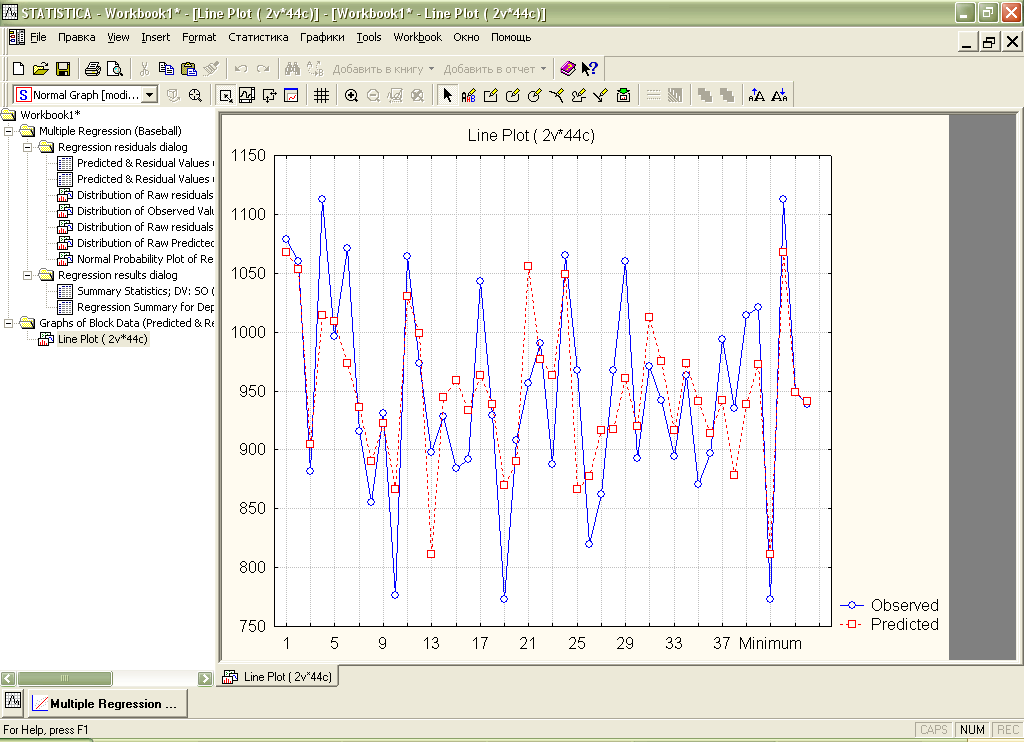 STATISTICA - Workbook1* - [Line Plot ( 2v*44c)] - [Workbook1* - Line Plot ( 2v*44c)]
File Правка View Insert Format Статистика Графики Tools Workbook Окно Помощь
Добавить в книгу Добавить в отчет
Normal Graph [modi...
Workbook1*
Multiple Regression (Baseball)
Regression residuals dialog
Predicted & Residual Values
Predicted & Residual Values
Distribution of Raw residuals
Distribution of Observed Valu
Distribution of Raw residuals
Distribution of Raw Predicted
Normal Probability Plot of Re
Regression results dialog
Summary Statistics; DV: SO (
Regression Summary for Dep
Graphs of Block Data (Predicted & Re
Line Plot ( 2v*44c)
Line Plot ( 2v*44c)
1150
1100
1050
1000
950
900
850
800
750
1 5 9 13 17 21 25 29 33 37 Minimum
Observed
Predicted
Line Plot ( 2v*44c)
Multiple Regression ...
For Help, press F1
CAPS NUM REC